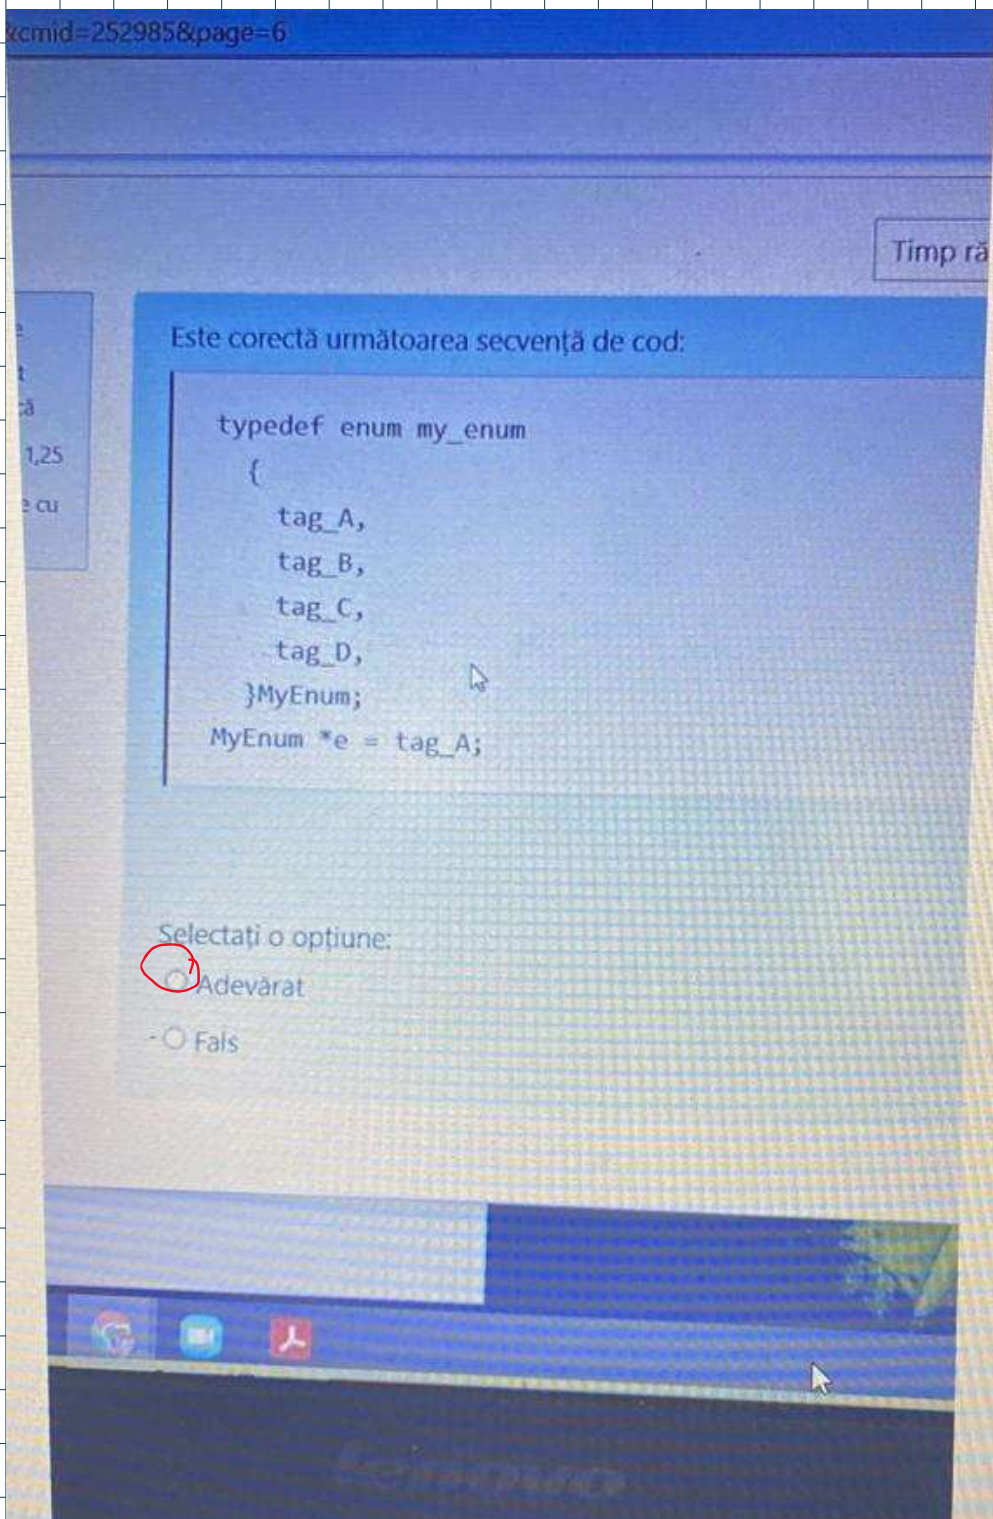 &cmid=252985&page=6
Timp ră
ă
1,25
e cu
Este corectă următoarea secvență de cod:
typedef enum my_enum
{
tag_A,
tag_B,
tag_C,
tag_D,
}MyEnum;
MyEnum *e = tag_A;
Selectați o opțiune:
Adevărat
Fals
lenovo